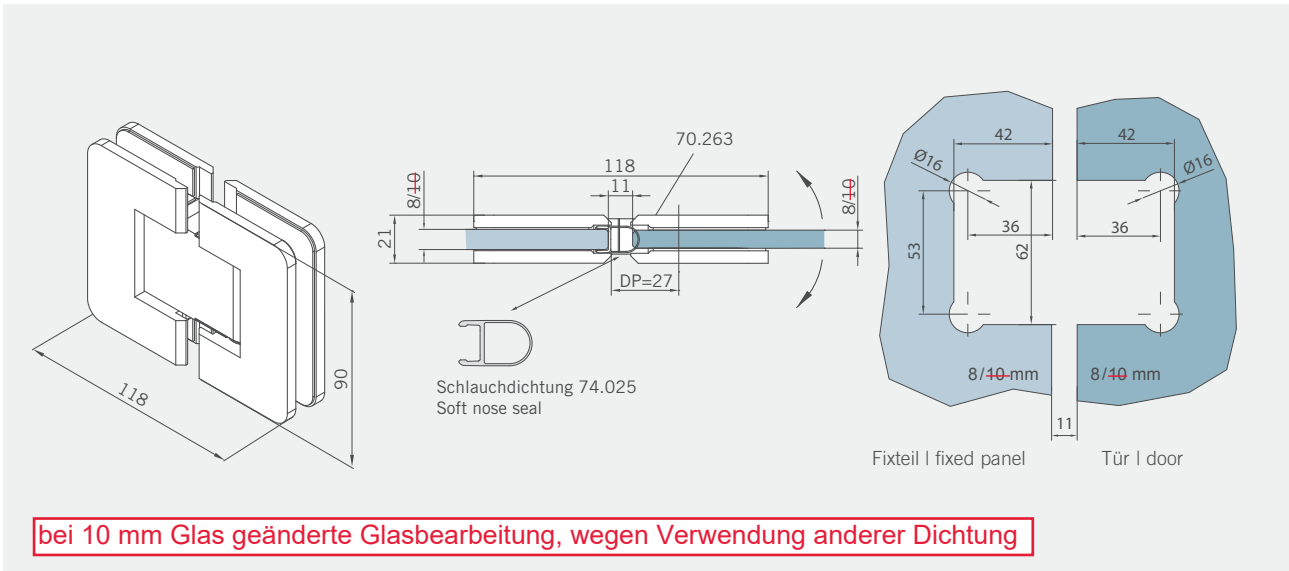 118
90
118
11
70.263
8/10
21
8/10
DP=27
Schlauchdichtung 74.025
Soft nose seal
42
42
Ø16
Ø16
36
36
53
62
8/10 mm
8/10 mm
11
Fixteil | fixed panel
Tür | door
bei 10 mm Glas geänderte Glasbearbeitung, wegen Verwendung anderer Dichtung